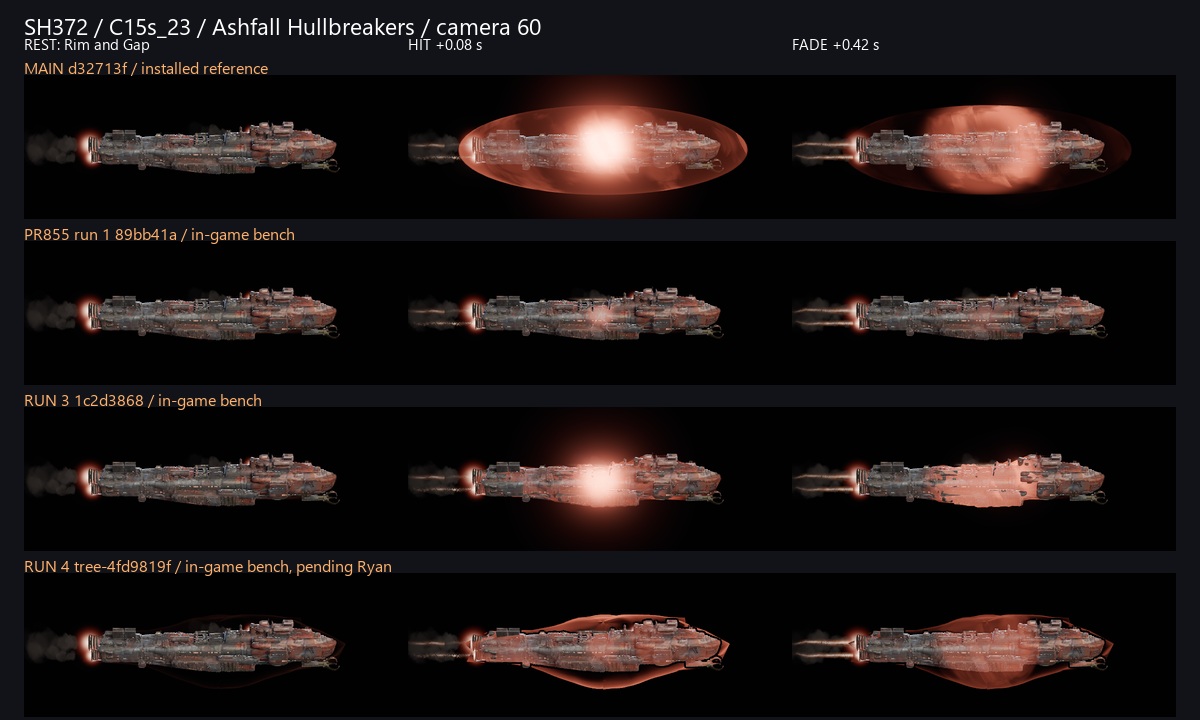 SH372 / C15s_23 / Ashfall Hullbreakers / camera 60
REST: Rim and Gap
HIT +0.08 s
FADE +0.42 s
MAIN d32713f / installed reference
PR855 run 1 89bb41a / in-game bench
RUN 3 1c2d3868 / in-game bench
RUN 4 tree-4fd9819f / in-game bench, pending Ryan